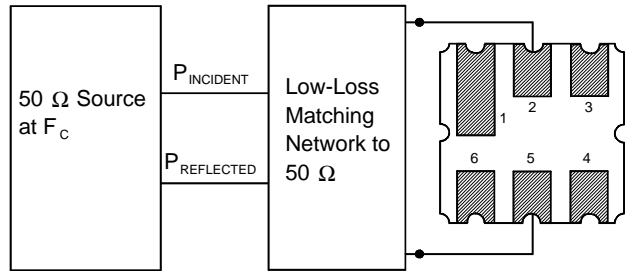 50 Ω Source
at F_C
P_INCIDENT
P_REFLECTED
Low-Loss
Matching
Network to
50 Ω
1
2
3
6
5
4